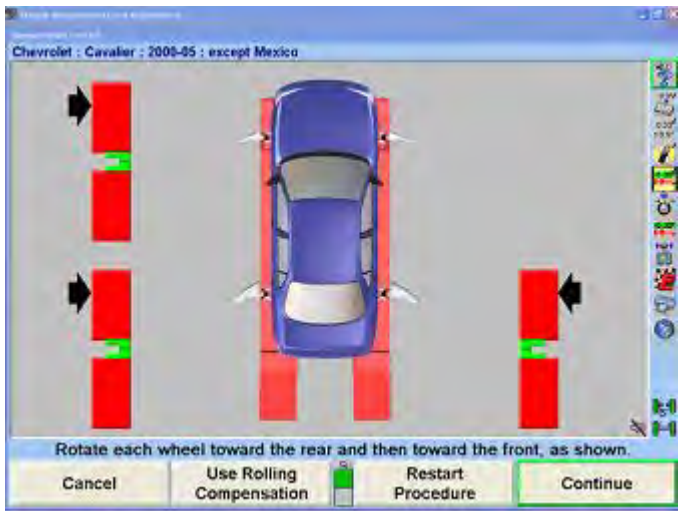 Chevrolet : Cavalier : 2000-05 : except Mexico
Rotate each wheel toward the rear and then toward the front, as shown.
Cancel
Use Rolling
Compensation
Restart
Procedure
Continue